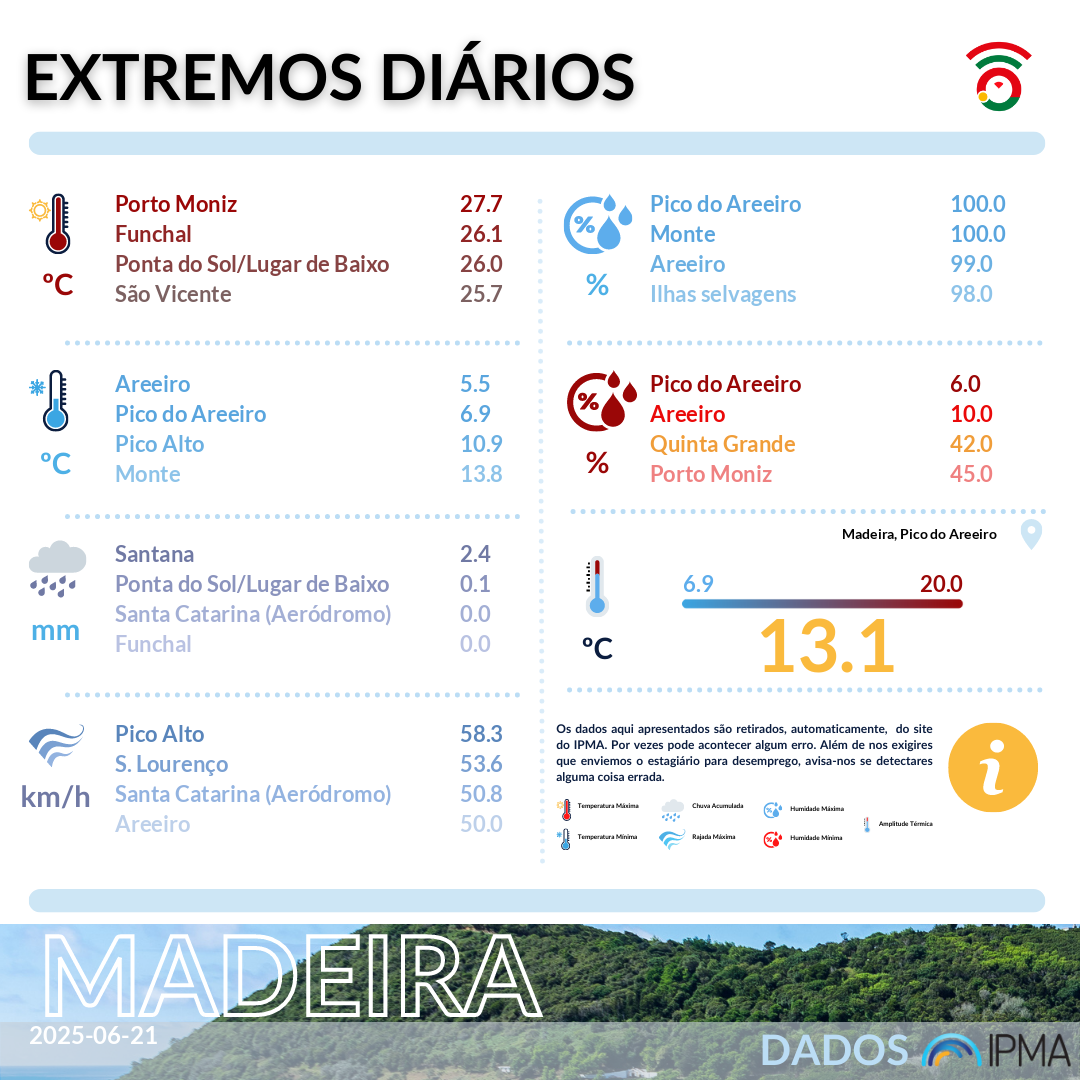 EXTREMOS DIÁRIOS
Porto Moniz 27.7
Funchal 26.1
Ponta do Sol/Lugar de Baixo 26.0
São Vicente 25.7
ºC
Areeiro 5.5
Pico do Areeiro 6.9
Pico Alto 10.9
Monte 13.8
ºC
Santana 2.4
Ponta do Sol/Lugar de Baixo 0.1
Santa Catarina (Aeródromo) 0.0
Funchal 0.0
mm
Pico Alto 58.3
S. Lourenço 53.6
Santa Catarina (Aeródromo) 50.8
Areeiro 50.0
km/h
%
Pico do Areeiro 100.0
Monte 100.0
Areeiro 99.0
Ilhas selvagens 98.0
%
%
Pico do Areeiro 6.0
Areeiro 10.0
Quinta Grande 42.0
Porto Moniz 45.0
%
Madeira, Pico do Areeiro
6.9 20.0
13.1
ºC
Os dados aqui apresentados são retirados, automaticamente, do site
do IPMA. Por vezes pode acontecer algum erro. Além de nos exigires
que enviemos o estagiário para desemprego, avisa-nos se detectares
alguma coisa errada.
i
Temperatura Máxima
Chuva Acumulada
Humidade Máxima
Amplitude Térmica
Temperatura Mínima
Rajada Máxima
Humidade Mínima
MADEIRA
2025-06-21
DADOS IPMA